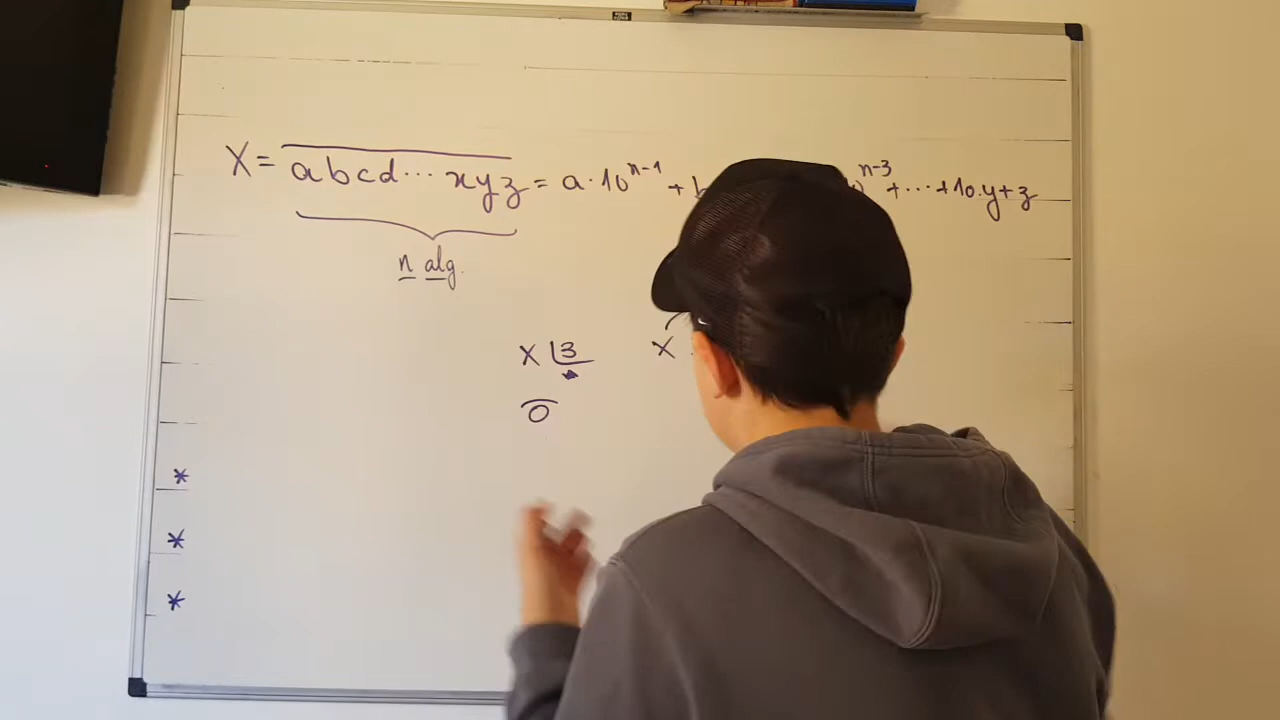 X = abcd... xyz = a·10^(n-1) + b n-3 +...+10.y+z
n alg.
X 3 X
0
*
*
*